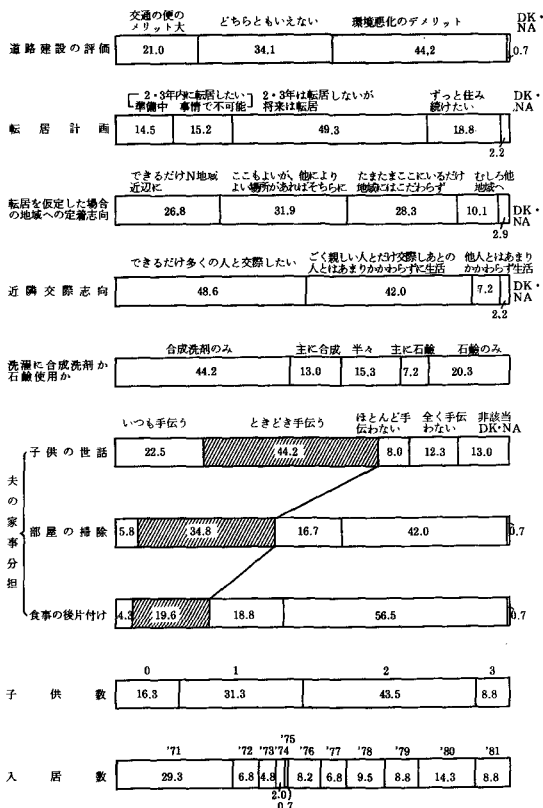 交通の便の
メリット大 どちらともいえない 環境悪化のデメリット DK・
NA
道路建設の評価 21.0 34.1 44.2 0.7
2・3年内に転居したい 2・3年は転居しないが ずっと住み DK・
準備中 事情で不可能 将来は転居 続けたい NA
転居計画 14.5 15.2 49.3 18.8
2.2
できるだけN地域 ここもよいが、他により たまたまここにいるだけ むしろ他
近辺に よい場所があればそちらに 地域にはこだわらず 地域へ
転居を仮定した場合
の地域への定着志向 26.8 31.9 28.3 10.1 DK・
NA
2.9
できるだけ多くの人と交際したい ごく親しい人とだけ交際しあとの 他人とはあまり
人とはあまりかかわらずに生活 かかわらず生活
近隣交際志向 48.6 42.0 7.2 DK・
NA
2.2
合成洗剤のみ 主に合成 半々 主に石鹸 石鹸のみ
洗濯に合成洗剤か
石鹸使用か 44.2 13.0 15.3 7.2 20.3
いつも手伝う ときどき手伝う ほとんど手 全く手伝 非該当
伝わない わない DK・NA
夫の家事分担
子供の世話 22.5 44.2 8.0 12.3 13.0
部屋の掃除 5.8 34.8 16.7 42.0 0.7
食事の後片付け 4.3 19.6 18.8 56.5 0.7
0 1 2 3
子供数 16.3 31.3 43.5 8.8
'75
'71 '72 '73 '74 '76 '77 '78 '79 '80 '81
入居数 29.3 6.8 4.8 8.2 6.8 9.5 8.8 14.3 8.8
2.0
0.7